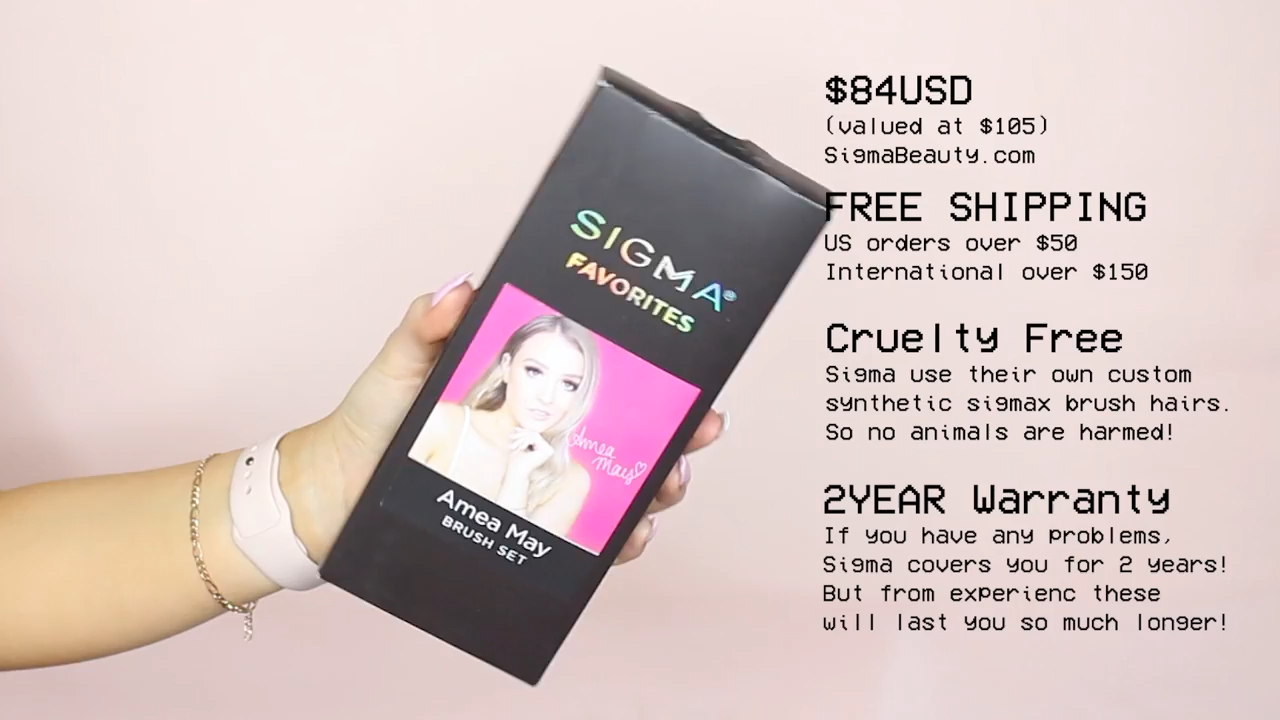 SIGMA®
FAVORITES
Amea
May
Amea May
BRUSH SET
$84USD
(valued at $105)
SigmaBeauty.com
FREE SHIPPING
US orders over $50
International over $150
Cruelty Free
Sigma use their own custom
synthetic sigmax brush hairs.
So no animals are harmed!
2YEAR Warranty
If you have any problems,
Sigma covers you for 2 years!
But from experienc these
will last you so much longer!